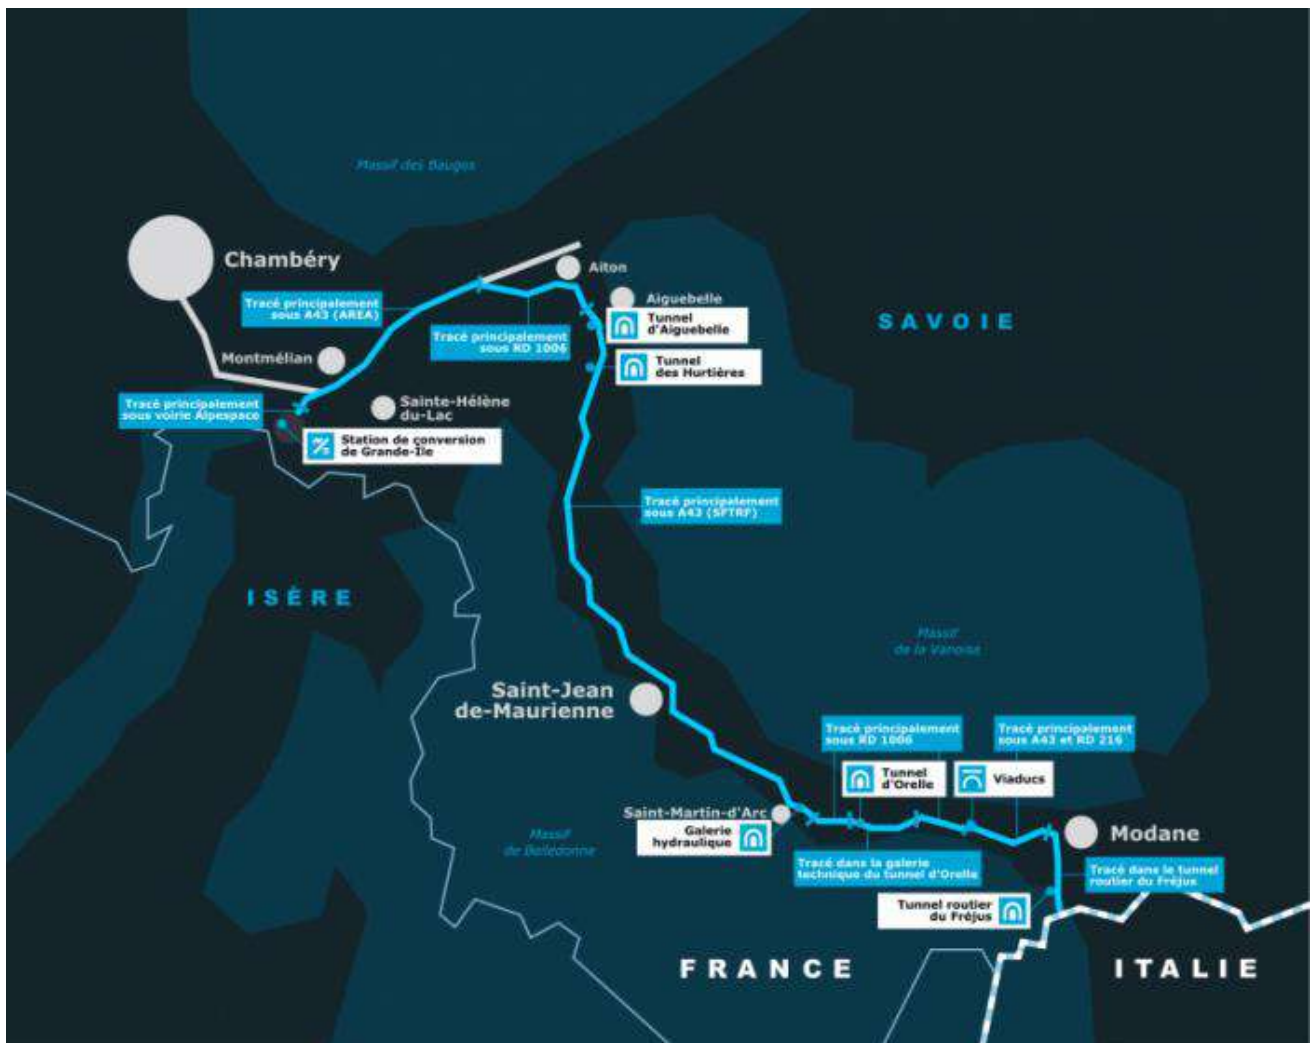 Massif des Bauges
Chambéry
Aiton
Aiguebelle
Tracé principalement
sous A43 (AREA)
Tunnel
d'Aiguebelle
SAVOIE
Tracé principalement
sous RD 1006
Montmélian
Tunnel
des Hurtières
Tracé principalement
sous voirie Alpespace
Sainte-Hélène
du-Lac
Station de conversion
de Grande-Ile
Tracé principalement
sous A43 (SFTRF)
ISÈRE
Massif
de la Vanoise
Saint-Jean
de-Maurienne
Tracé principalement
sous RD 1006
Tracé principalement
sous A43 et RD 216
Tunnel
d'Orelle
Viaducs
Saint-Martin-d'Arc
Galerie
hydraulique
Modane
Massif
de Belledonne
Tracé dans la galerie
technique du tunnel d'Orelle
Tracé dans le tunnel
routier du Fréjus
Tunnel routier
du Fréjus
FRANCE
ITALIE